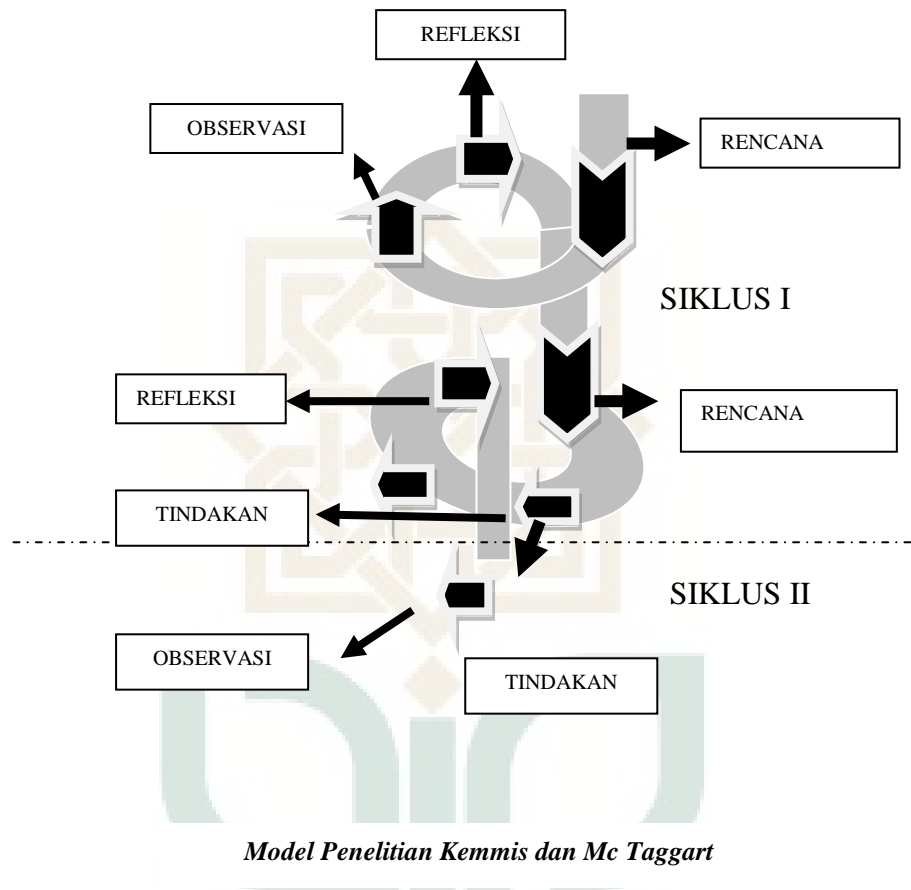 REFLEKSI
OBSERVASI
RENCANA
SIKLUS I
REFLEKSI
RENCANA
TINDAKAN
SIKLUS II
OBSERVASI
TINDAKAN
Model Penelitian Kemmis dan Mc Taggart